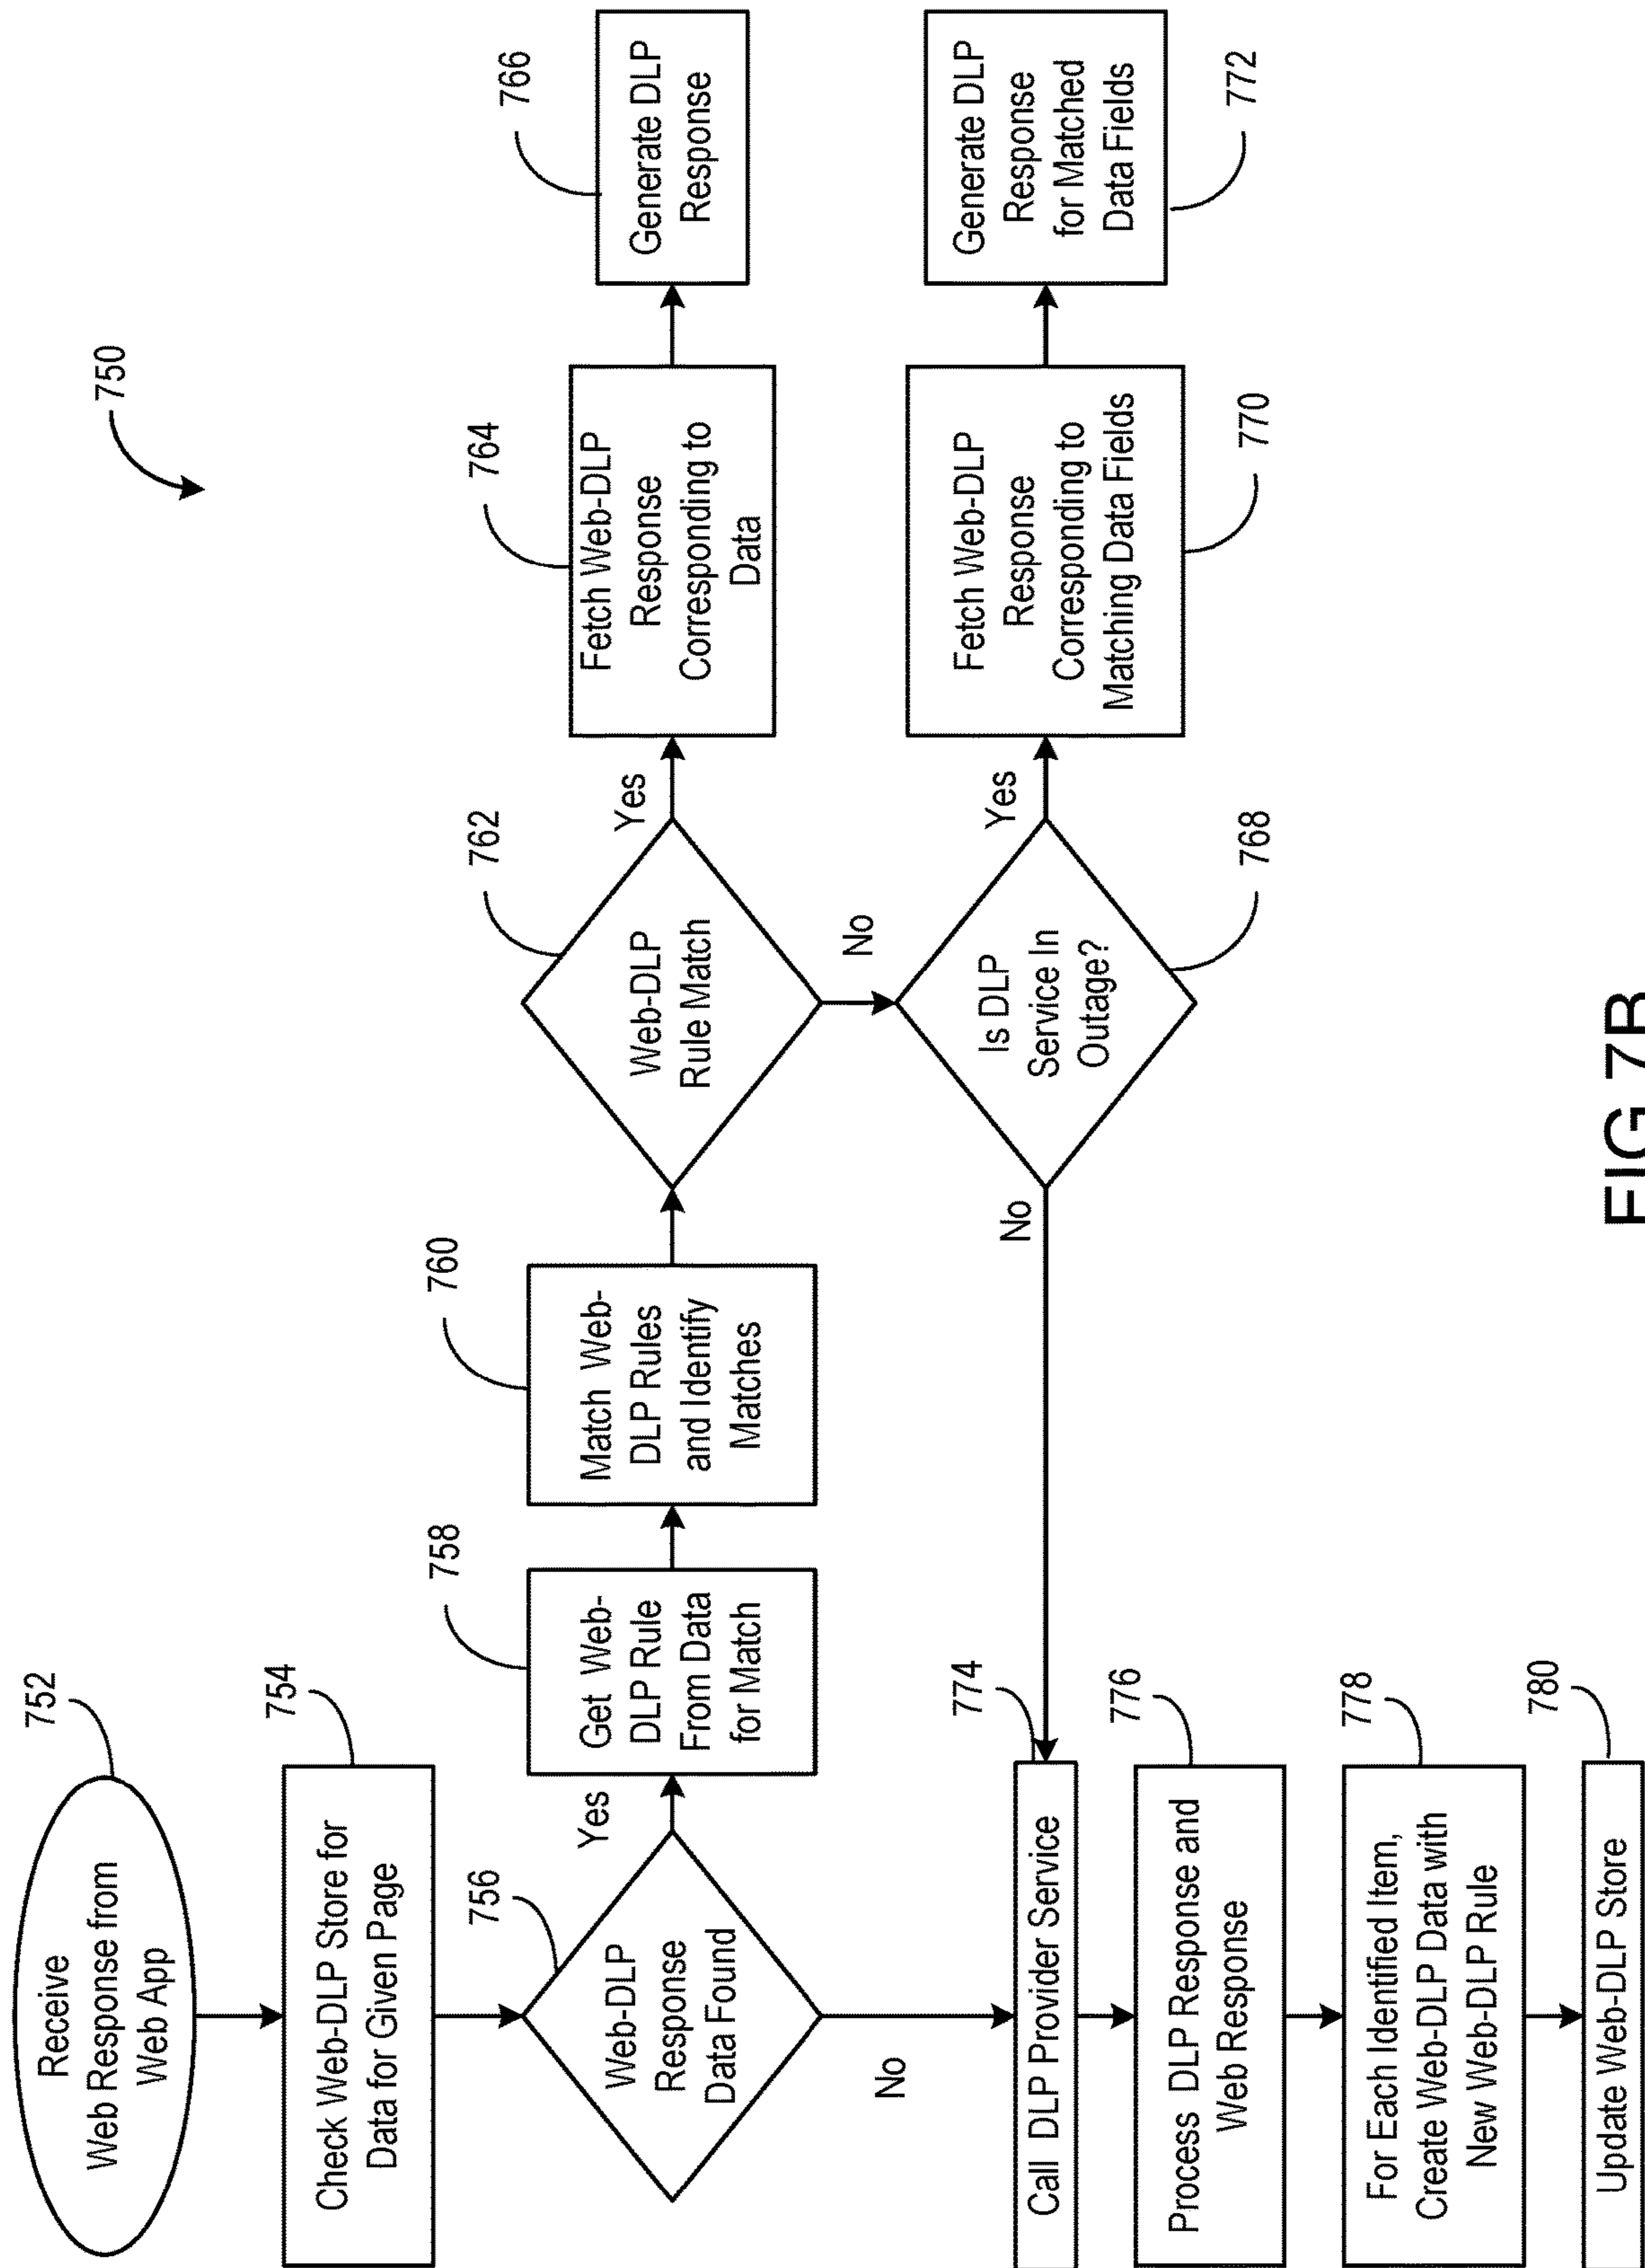 750
752
Receive
Web Response from
Web App
754
Check Web-DLP Store for
Data for Given Page
756
Web-DLP
Response
Data Found
Yes
No
758
Get Web-
DLP Rule
From Data
for Match
760
Match Web-
DLP Rules
and Identify
Matches
762
Web-DLP
Rule Match
Yes
No
764
Fetch Web-DLP
Response
Corresponding to
Data
766
Generate DLP
Response
768
Is DLP
Service In
Outage?
Yes
No
770
Fetch Web-DLP
Response
Corresponding to
Matching Data Fields
772
Generate DLP
Response
for Matched
Data Fields
774
Call DLP Provider Service
776
Process DLP Response and
Web Response
778
For Each Identified Item,
Create Web-DLP Data with
New Web-DLP Rule
780
Update Web-DLP Store
FIG 7B